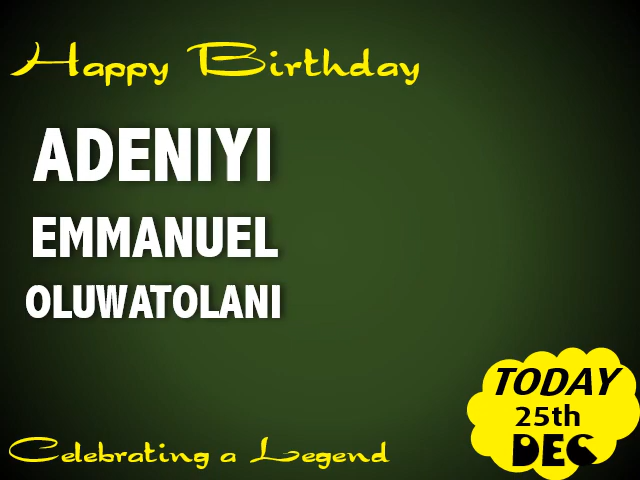 Happy Birthday
ADENIYI
EMMANUEL
OLUWATOLANI
TODAY
25th
DEC
Celebrating a Legend